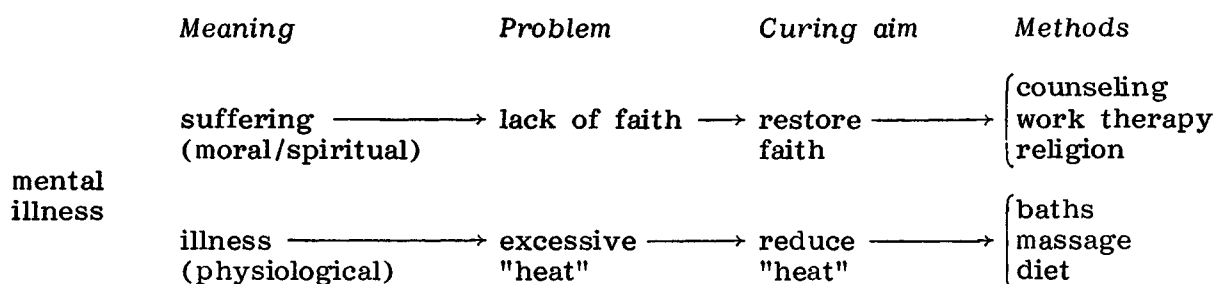 Meaning Problem Curing aim Methods
suffering → lack of faith → restore → counseling
(moral/spiritual) faith work therapy
religion
mental
illness
illness → excessive → reduce → baths
(physiological) "heat" "heat" massage
diet